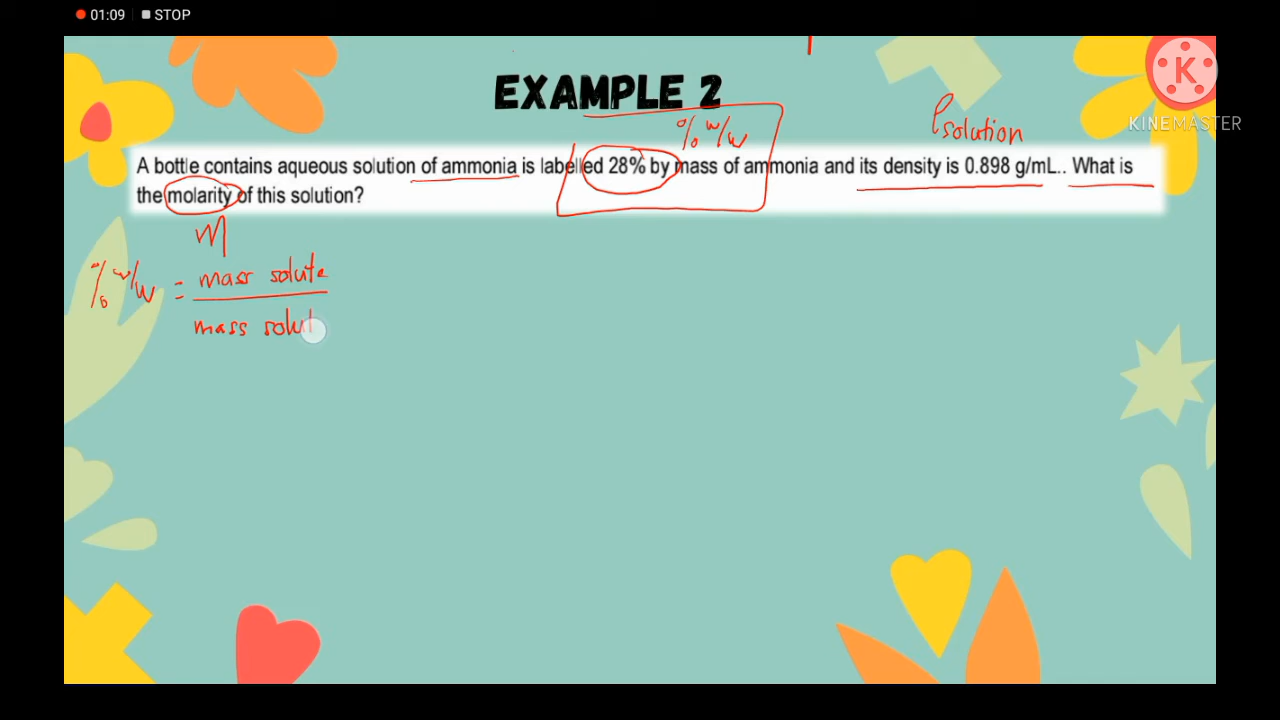 01:09 STOP
EXAMPLE 2
K
KINEMASTER
ρsolution
% w/w
A bottle contains aqueous solution of ammonia is labelled 28% by mass of ammonia and its density is 0.898 g/mL.. What is
the molarity of this solution?
M
% w/w = mass solute
mass solut